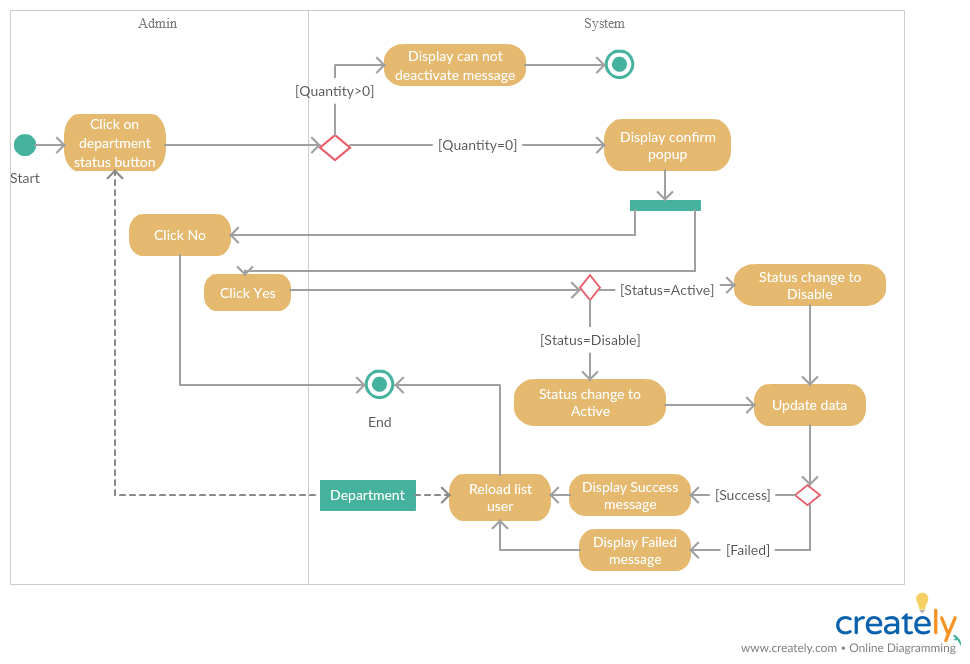 Admin
System
Display can not
deactivate message
[Quantity>0]
Click on
department
status button
[Quantity=0]
Display confirm
popup
Start
Click No
Click Yes
[Status=Active]
Status change to
Disable
[Status=Disable]
Status change to
Active
Update data
End
Department
Reload list
user
Display Success
message
[Success]
Display Failed
message
[Failed]
creately
www.creately.com • Online Diagramming